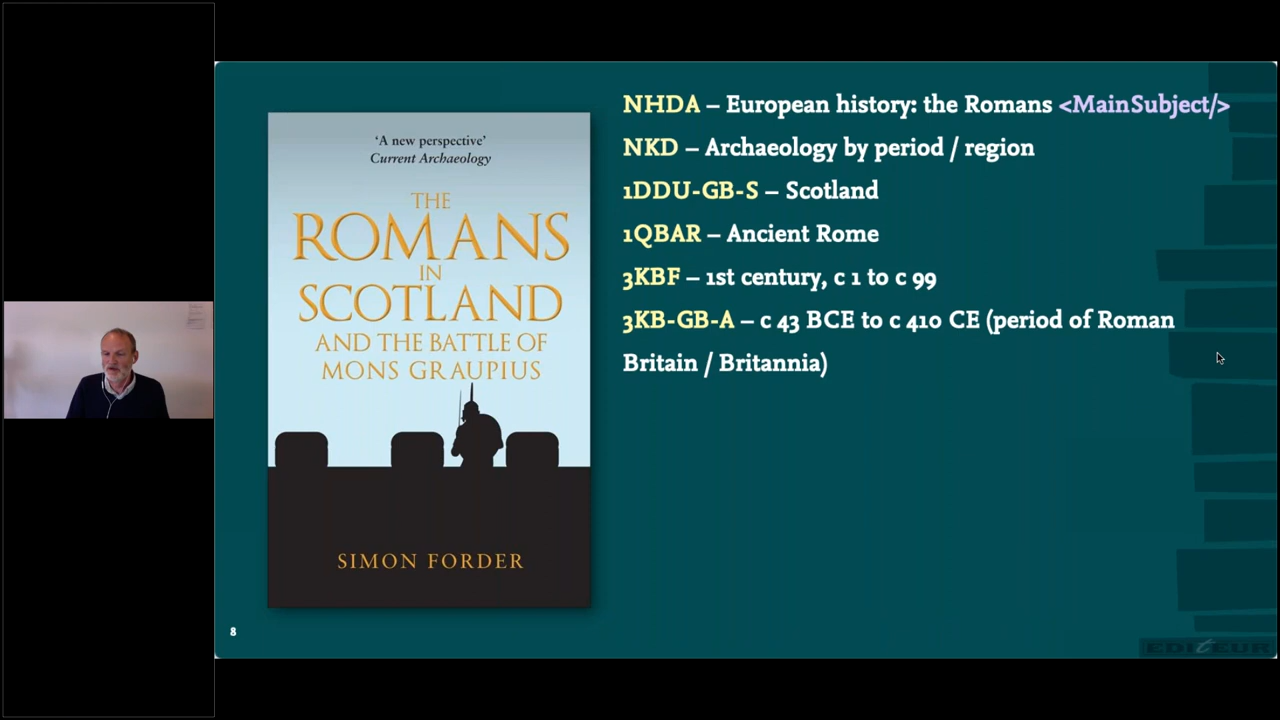 NHDA – European history: the Romans <MainSubject/>
NKD – Archaeology by period / region
1DDU-GB-S – Scotland
1QBAR – Ancient Rome
3KBF – 1st century, c 1 to c 99
3KB-GB-A – c 43 BCE to c 410 CE (period of Roman
Britain / Britannia)
‘A new perspective’
Current Archaeology
THE
ROMANS
IN
SCOTLAND
AND THE BATTLE OF
MONS GRAUPIUS
SIMON FORDER
8
EDITEUR